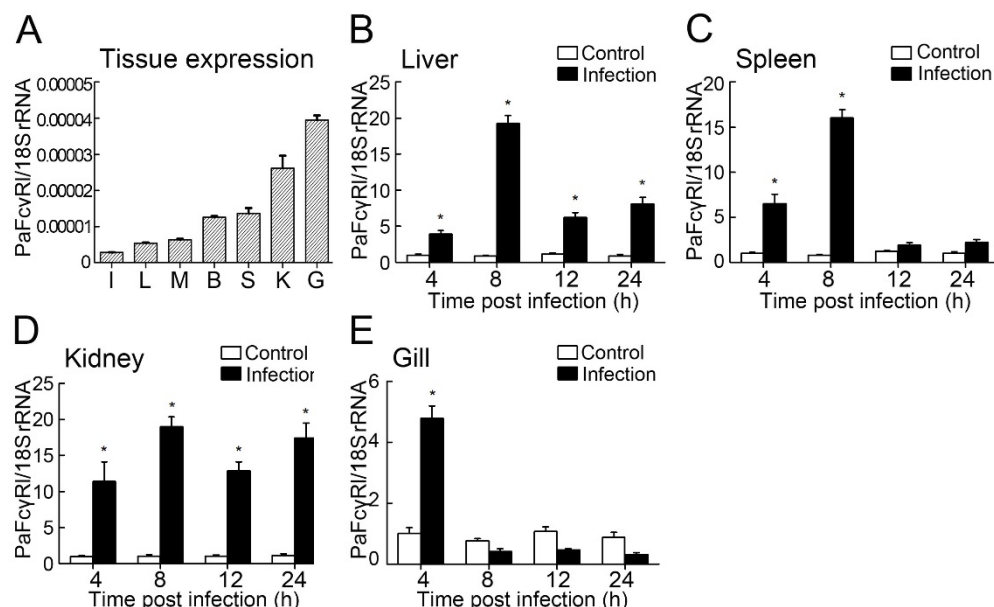 A
Tissue expression
PaFcγRI/18S rRNA
0.00005
0.00004
0.00003
0.00002
0.00001
0
I L M B S K G
B
Liver
Control
Infection
PaFcγRI/18S rRNA
25
20
15
10
5
0
*
*
*
*
4 8 12 24
Time post infection (h)
C
Spleen
Control
Infection
PaFcγRI/18S rRNA
20
15
10
5
0
*
*
4 8 12 24
Time post infection (h)
D
Kidney
Control
Infection
PaFcγRI/18S rRNA
25
20
15
10
5
0
*
*
*
*
4 8 12 24
Time post infection (h)
E
Gill
Control
Infection
PaFcγRI/18S rRNA
6
4
2
0
*
4 8 12 24
Time post infection (h)